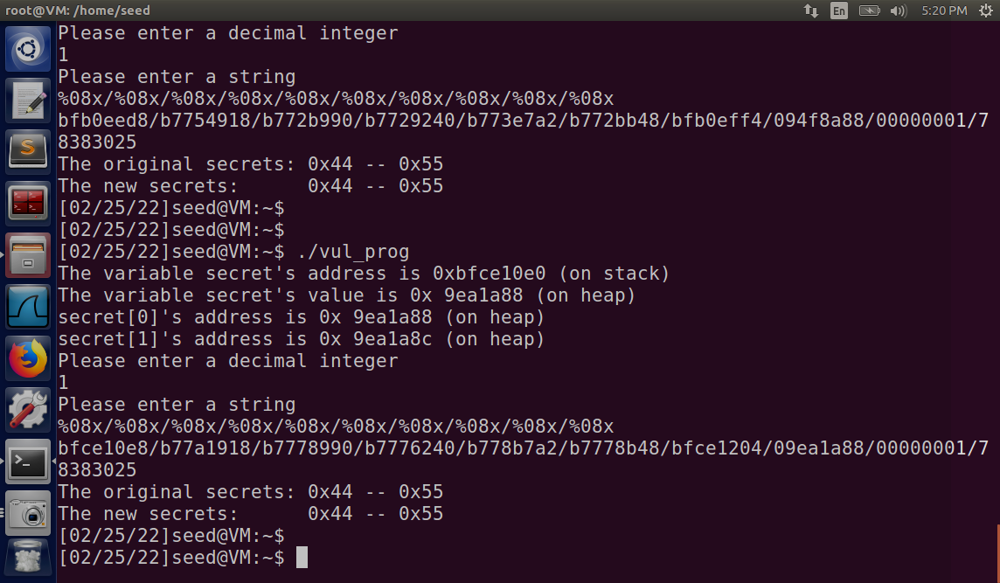 root@VM: /home/seed
En
5:20 PM
Please enter a decimal integer
1
Please enter a string
%08x/%08x/%08x/%08x/%08x/%08x/%08x/%08x/%08x/%08x
bfb0eed8/b7754918/b772b990/b7729240/b773e7a2/b772bb48/bfb0eff4/094f8a88/00000001/7
8383025
The original secrets: 0x44 -- 0x55
The new secrets:      0x44 -- 0x55
[02/25/22]seed@VM:~$
[02/25/22]seed@VM:~$
[02/25/22]seed@VM:~$ ./vul_prog
The variable secret's address is 0xbfce10e0 (on stack)
The variable secret's value is 0x 9ea1a88 (on heap)
secret[0]'s address is 0x 9ea1a88 (on heap)
secret[1]'s address is 0x 9ea1a8c (on heap)
Please enter a decimal integer
1
Please enter a string
%08x/%08x/%08x/%08x/%08x/%08x/%08x/%08x/%08x/%08x
bfce10e8/b77a1918/b7778990/b7776240/b778b7a2/b7778b48/bfce1204/09ea1a88/00000001/7
8383025
The original secrets: 0x44 -- 0x55
The new secrets:      0x44 -- 0x55
[02/25/22]seed@VM:~$
[02/25/22]seed@VM:~$